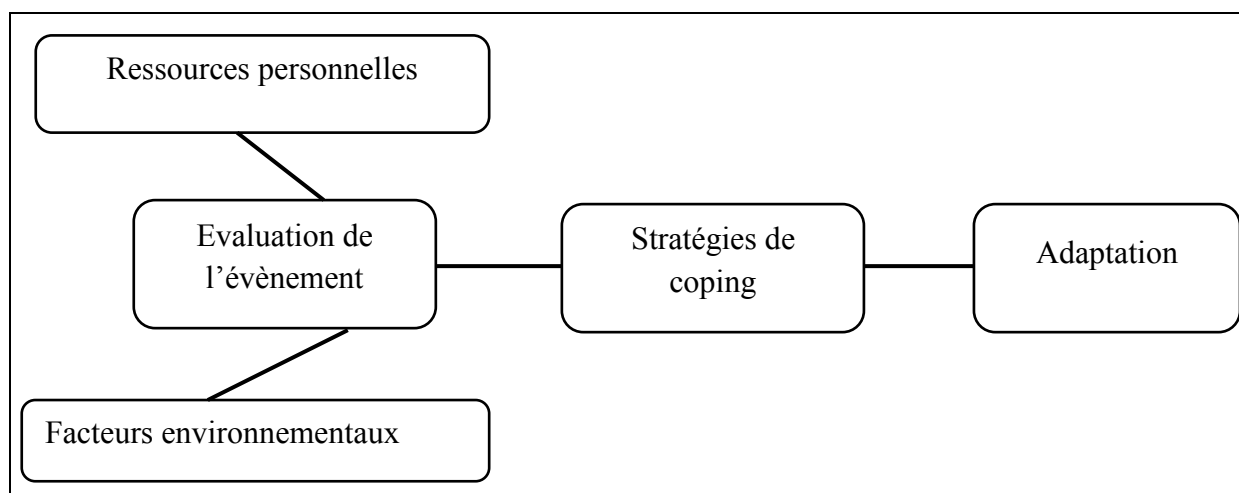 Ressources personnelles
Evaluation de
l’évènement
Stratégies de
coping
Adaptation
Facteurs environnementaux